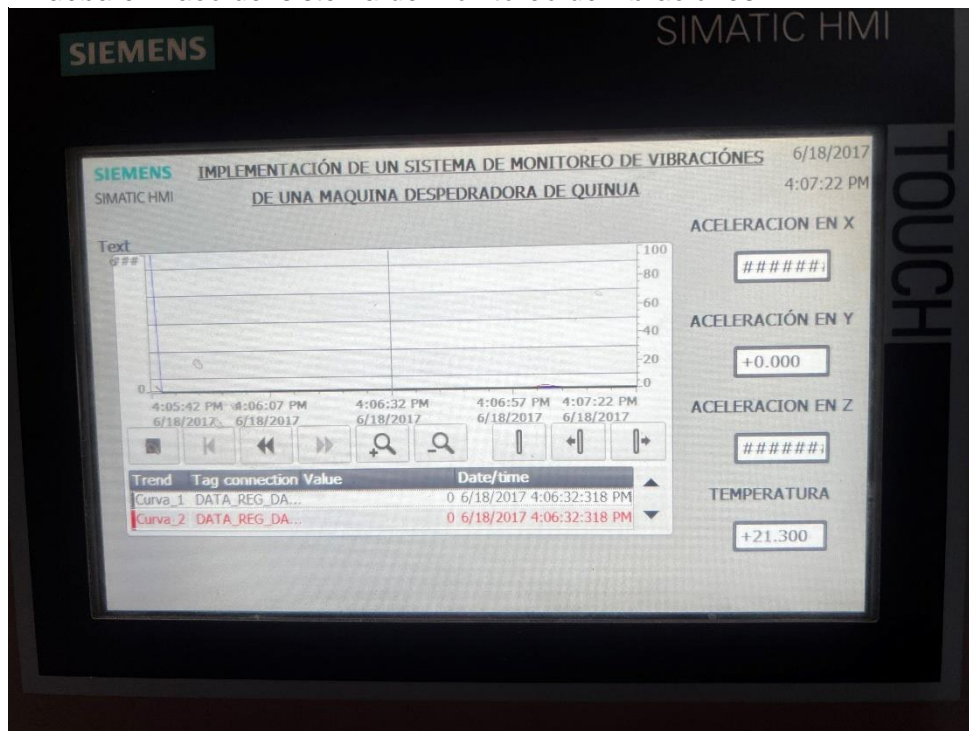 SIEMENS
SIMATIC HMI
TOUCH
SIEMENS
SIMATIC HMI
IMPLEMENTACIÓN DE UN SISTEMA DE MONITOREO DE VIBRACIÓNES
DE UNA MAQUINA DESPEDRADORA DE QUINUA
6/18/2017
4:07:22 PM
Text
100
80
60
40
20
0
0
4:05:42 PM 4:06:07 PM 4:06:32 PM 4:06:57 PM 4:07:22 PM
6/18/2017 6/18/2017 6/18/2017 6/18/2017 6/18/2017
Trend Tag connection Value Date/time
Curva_1 DATA_REG_DA... 0 6/18/2017 4:06:32:318 PM
Curva_2 DATA_REG_DA... 0 6/18/2017 4:06:32:318 PM
ACELERACION EN X
######
ACELERACIÓN EN Y
+0.000
ACELERACION EN Z
######
TEMPERATURA
+21.300